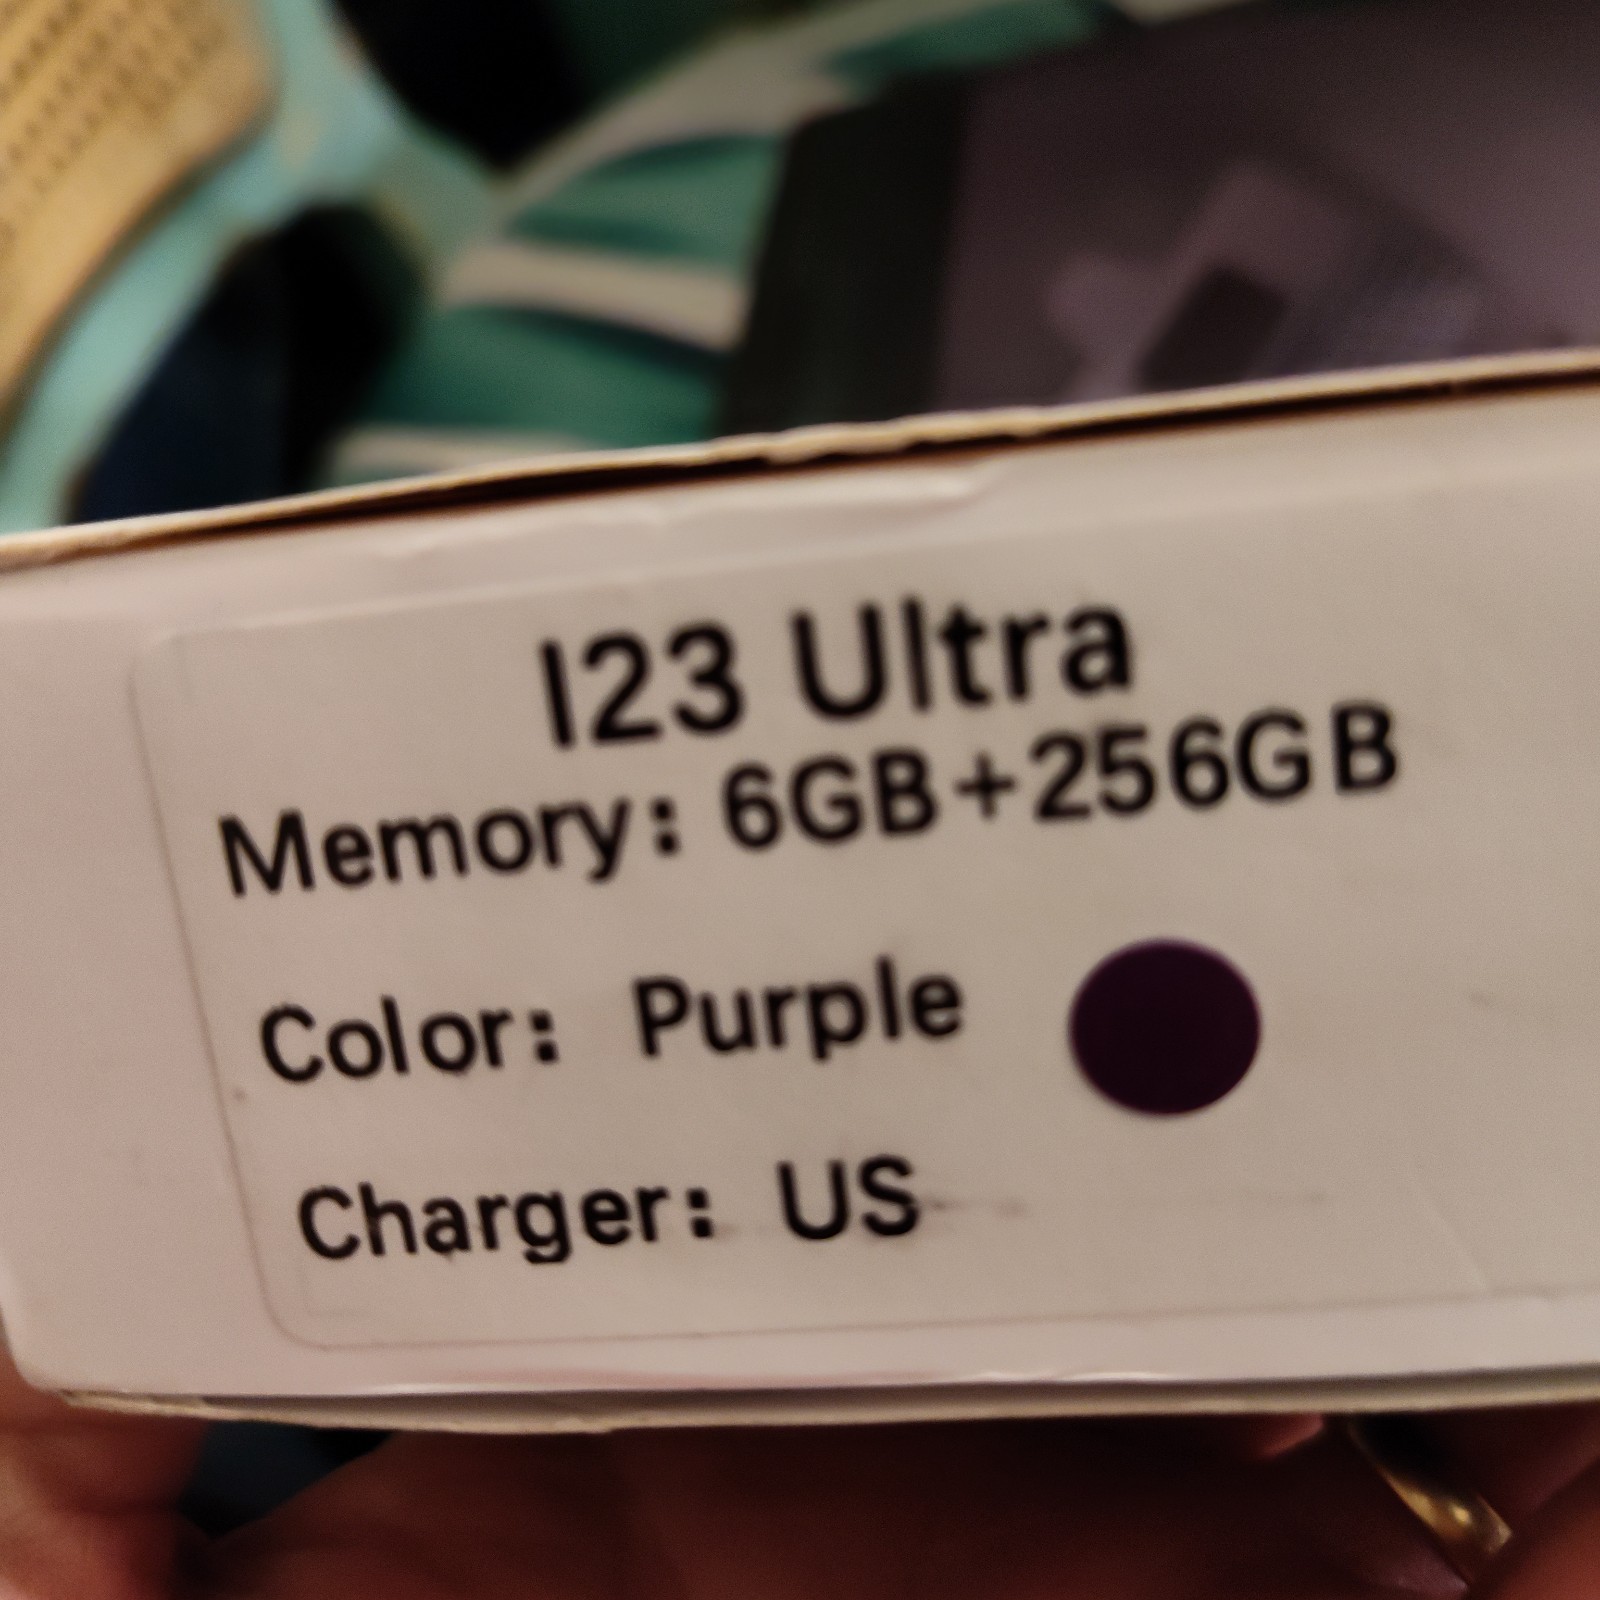 I23 Ultra
Memory: 6GB+256GB
Color: Purple
Charger: US